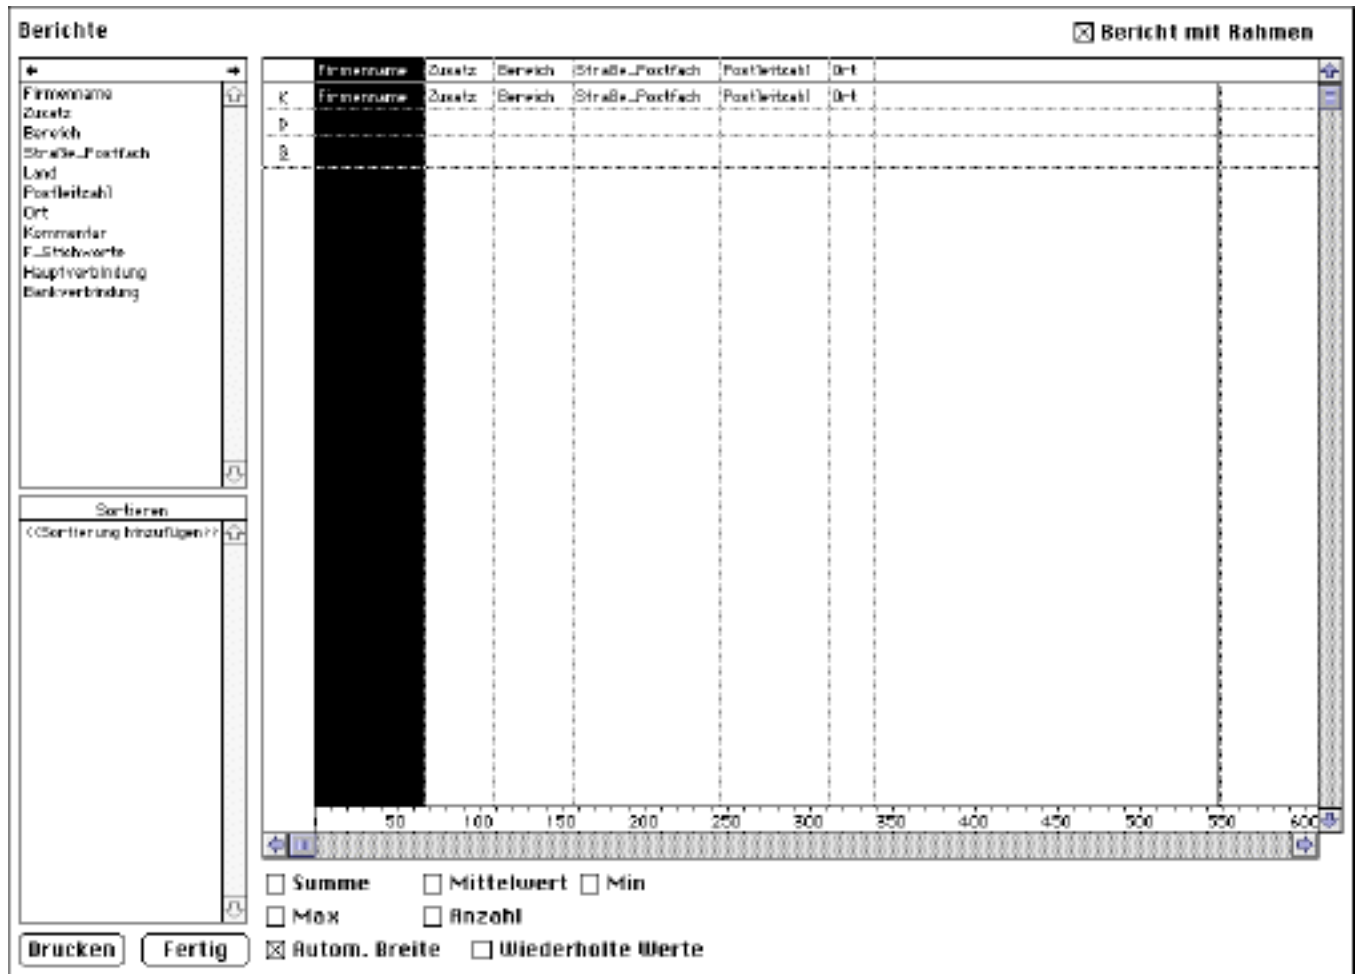 Berichte
Bericht mit Rahmen
Firmenname Zusatz Bereich Straße_Postfach Postleitzahl Ort
K Firmenname Zusatz Bereich Straße_Postfach Postleitzahl Ort
D
B
Firmenname
Zusatz
Bereich
Straße_Postfach
Land
Postleitzahl
Ort
Kommentar
F_Stichworte
Hauptverbindung
Bankverbindung
Sortieren
<<Sortierung hinzufügen>>
50 100 150 200 250 300 350 400 450 500 550 600
Summe Mittelwert Min
Max Anzahl
Drucken Fertig Autom. Breite Wiederholte Werte